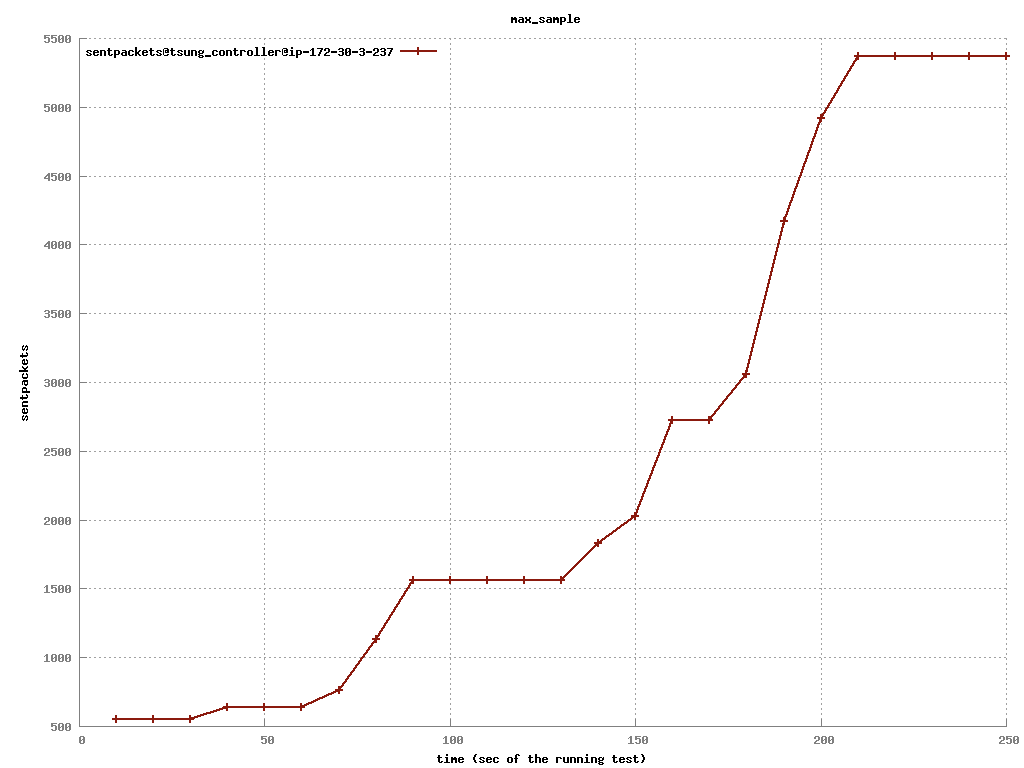 max_sample
sentpackets@tsung_controller@ip-172-30-3-237
5500
5000
4500
4000
3500
3000
2500
2000
1500
1000
500
sentpackets
0 50 100 150 200 250
time (sec of the running test)